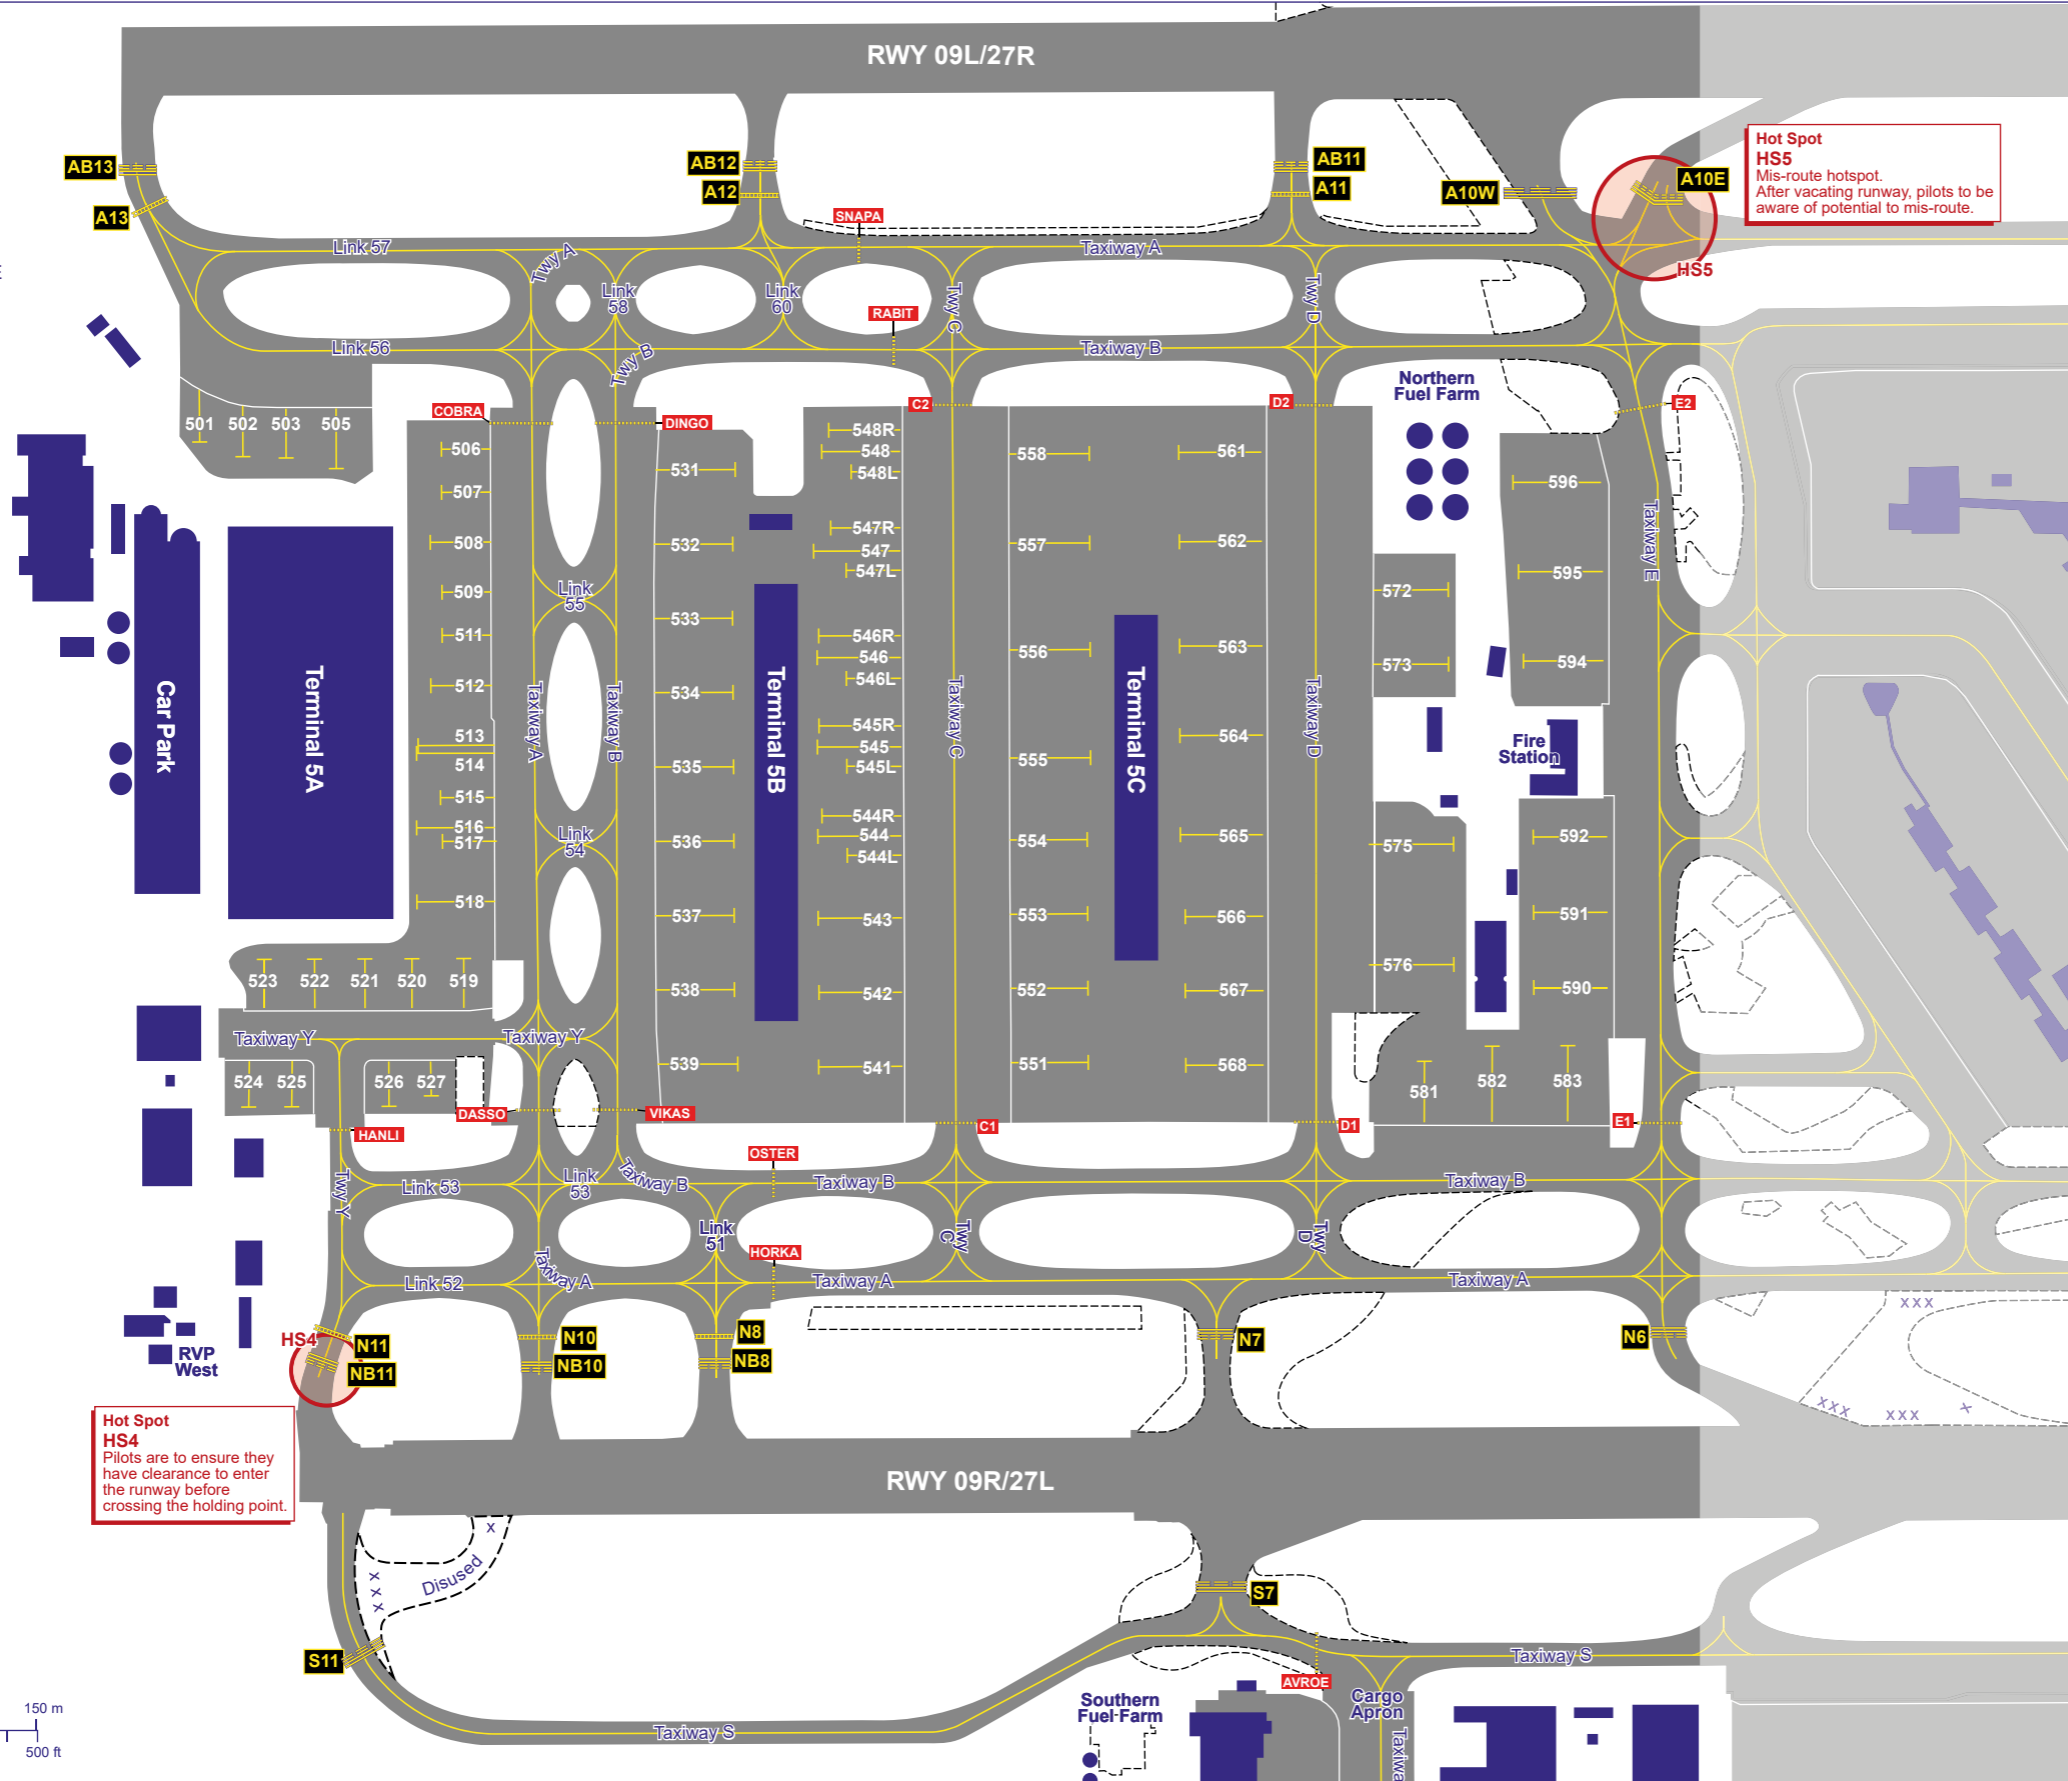 RWY 09L/27R
AB13
A13
AB12
A12
AB11
A11
A10W
A10E
Hot Spot
HS5
Mis-route hotspot.
After vacating runway, pilots to be
aware of potential to mis-route.
HS5
SNAPA
Link 57
Twy A
Taxiway A
Link
58
Link
60
Twy C
Twy D
RABIT
Link 56
Twy B
Taxiway B
Northern
Fuel Farm
COBRA
DINGO
C2
D2
E2
501
502
503
505
506
507
508
509
511
512
513
514
515
516
517
518
531
532
533
534
535
536
537
538
539
548R
548
548L
547R
547
547L
546R
546
546L
545R
545
545L
544R
544
544L
543
542
541
558
557
556
555
554
553
552
551
561
562
563
564
565
566
567
568
572
573
575
576
596
595
594
592
591
590
581
582
583
Link
55
Link
54
Taxiway A
Taxiway B
Taxiway C
Taxiway D
Taxiway E
Car Park
Terminal 5A
Terminal 5B
Terminal 5C
Fire
Station
523
522
521
520
519
Taxiway Y
Taxiway Y
524
525
526
527
DASSO
VIKAS
HANLI
C1
D1
E1
OSTER
Twy Y
Link 53
Link
53
Taxiway B
Taxiway B
Taxiway B
Link
51
Twy
C
Twy
D
HORKA
Link 52
Taxiway A
Taxiway A
Taxiway A
HS4
N11
NB11
N10
NB10
N8
NB8
N7
N6
RVP
West
xxx
xxx
xxx
x
Hot Spot
HS4
Pilots are to ensure they
have clearance to enter
the runway before
crossing the holding point.
RWY 09R/27L
x
x x x
Disused
S11
S7
Taxiway S
AVROE
Taxiway S
Southern
Fuel Farm
Cargo
Apron
Taxiwa
150 m
500 ft